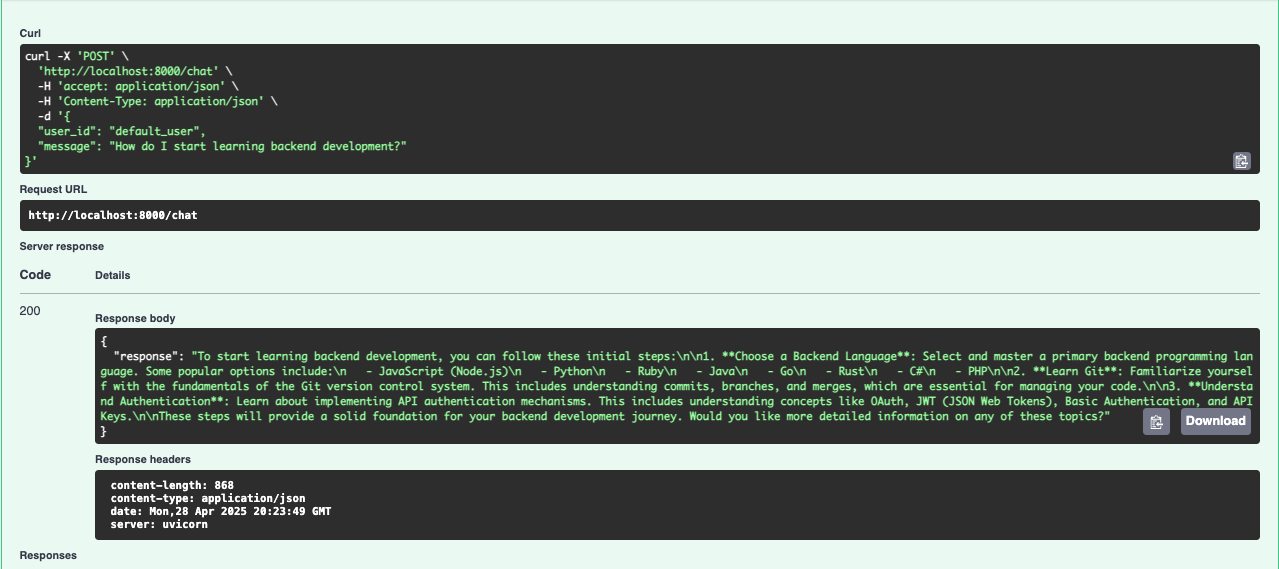 Curl
curl -X 'POST' \
  'http://localhost:8000/chat' \
  -H 'accept: application/json' \
  -H 'Content-Type: application/json' \
  -d '{
  "user_id": "default_user",
  "message": "How do I start learning backend development?"
}'
Request URL
http://localhost:8000/chat
Server response
Code Details
200
Response body
{
  "response": "To start learning backend development, you can follow these initial steps:\n\n1. **Choose a Backend Language**: Select and master a primary backend programming lan
guage. Some popular options include:\n   - JavaScript (Node.js)\n   - Python\n   - Ruby\n   - Java\n   - Go\n   - Rust\n   - C#\n   - PHP\n\n2. **Learn Git**: Familiarize yoursel
f with the fundamentals of the Git version control system. This includes understanding commits, branches, and merges, which are essential for managing your code.\n\n3. **Understa
nd Authentication**: Learn about implementing API authentication mechanisms. This includes understanding concepts like OAuth, JWT (JSON Web Tokens), Basic Authentication, and API
Keys.\n\nThese steps will provide a solid foundation for your backend development journey. Would you like more detailed information on any of these topics?"
}
Download
Response headers
content-length: 868
content-type: application/json
date: Mon,28 Apr 2025 20:23:49 GMT
server: uvicorn
Responses